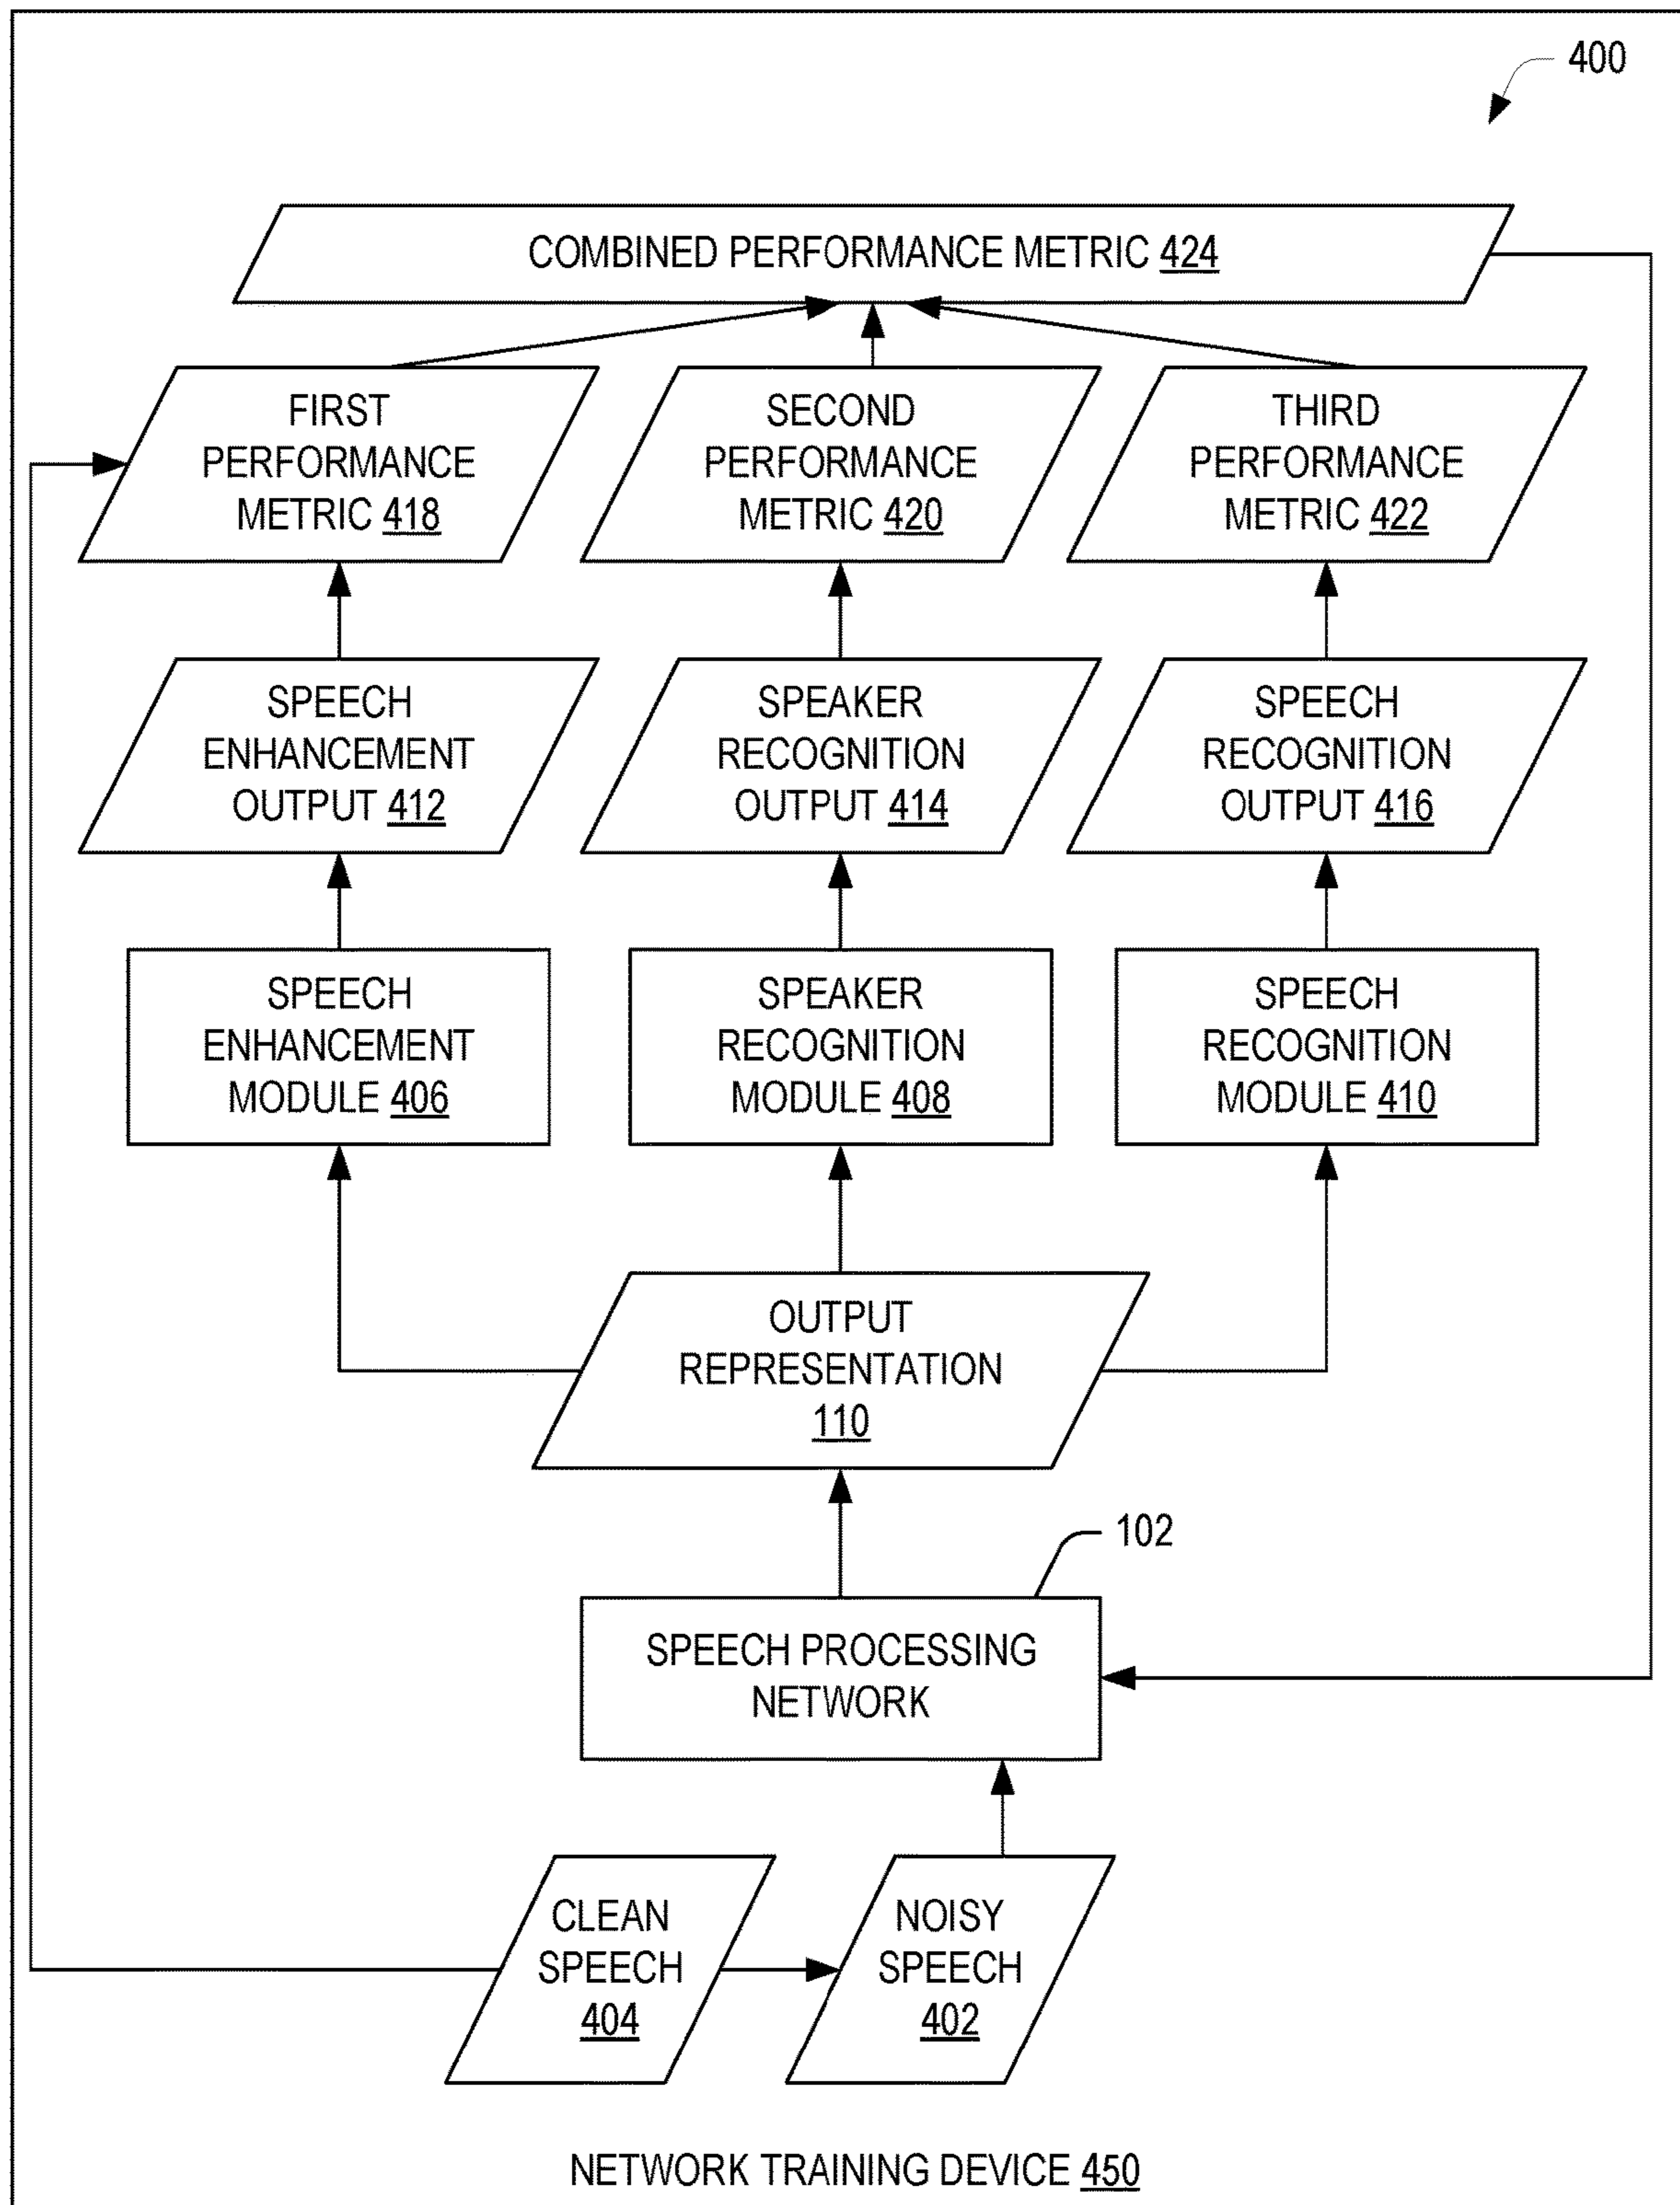 400
COMBINED PERFORMANCE METRIC 424
FIRST
PERFORMANCE
METRIC 418
SECOND
PERFORMANCE
METRIC 420
THIRD
PERFORMANCE
METRIC 422
SPEECH
ENHANCEMENT
OUTPUT 412
SPEAKER
RECOGNITION
OUTPUT 414
SPEECH
RECOGNITION
OUTPUT 416
SPEECH
ENHANCEMENT
MODULE 406
SPEAKER
RECOGNITION
MODULE 408
SPEECH
RECOGNITION
MODULE 410
OUTPUT
REPRESENTATION
110
102
SPEECH PROCESSING
NETWORK
CLEAN
SPEECH
404
NOISY
SPEECH
402
NETWORK TRAINING DEVICE 450